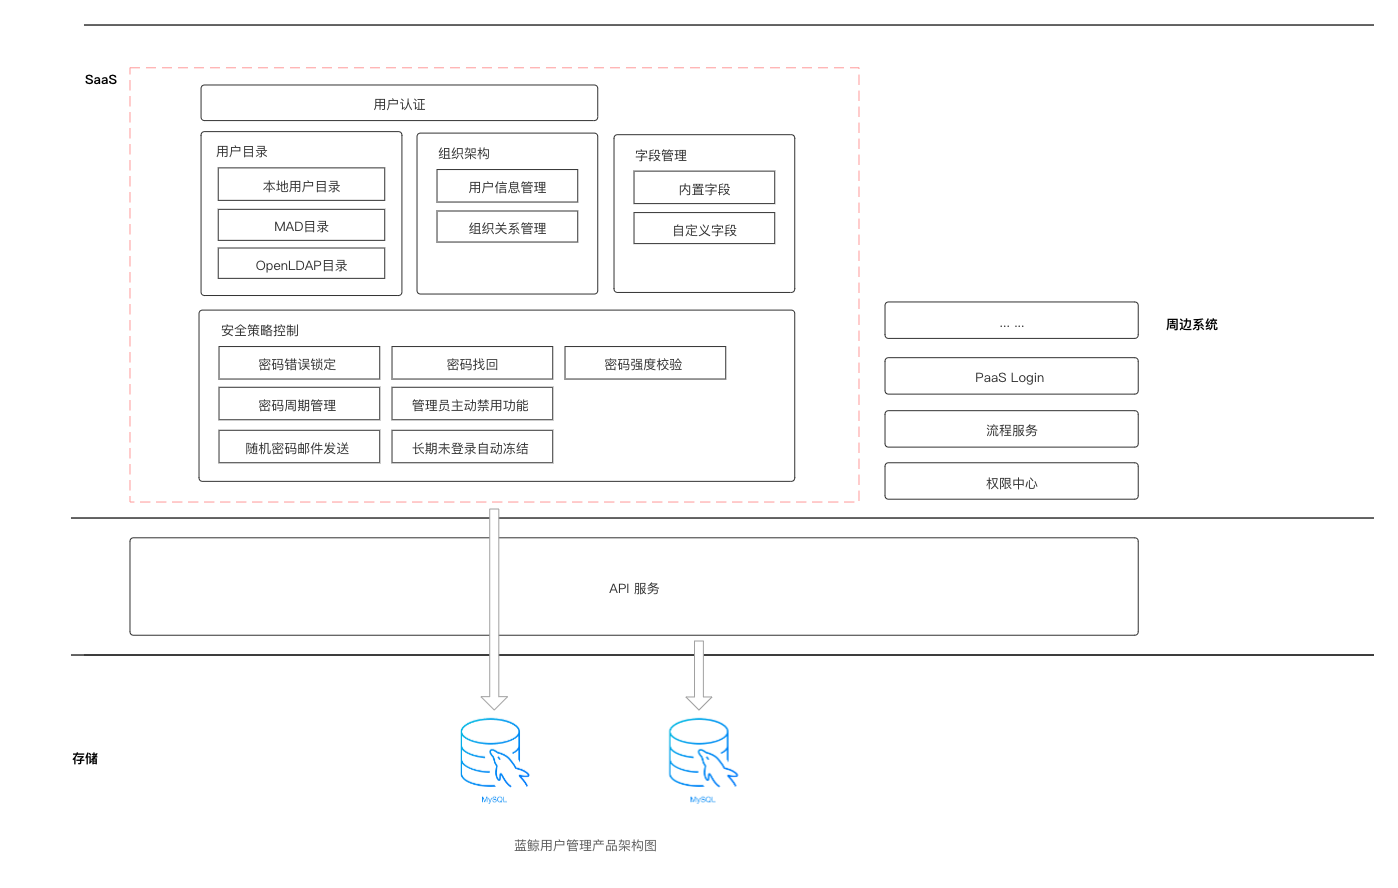 SaaS
用户认证
用户目录
本地用户目录
MAD目录
OpenLDAP目录
组织架构
用户信息管理
组织关系管理
字段管理
内置字段
自定义字段
安全策略控制
密码错误锁定
密码找回
密码强度校验
密码周期管理
管理员主动禁用功能
随机密码邮件发送
长期未登录自动冻结
... ...
周边系统
PaaS Login
流程服务
权限中心
API 服务
存储
MySQL
MySQL
蓝鲸用户管理产品架构图